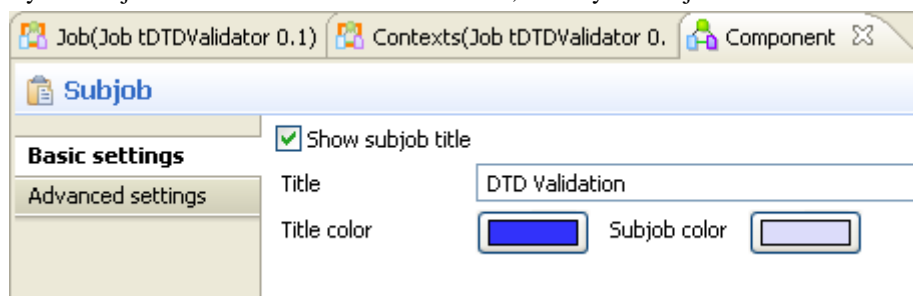 Job(Job tDTDValidator 0.1) Contexts(Job tDTDValidator 0. Component
Subjob
Basic settings
Advanced settings
Show subjob title
Title DTD Validation
Title color Subjob color